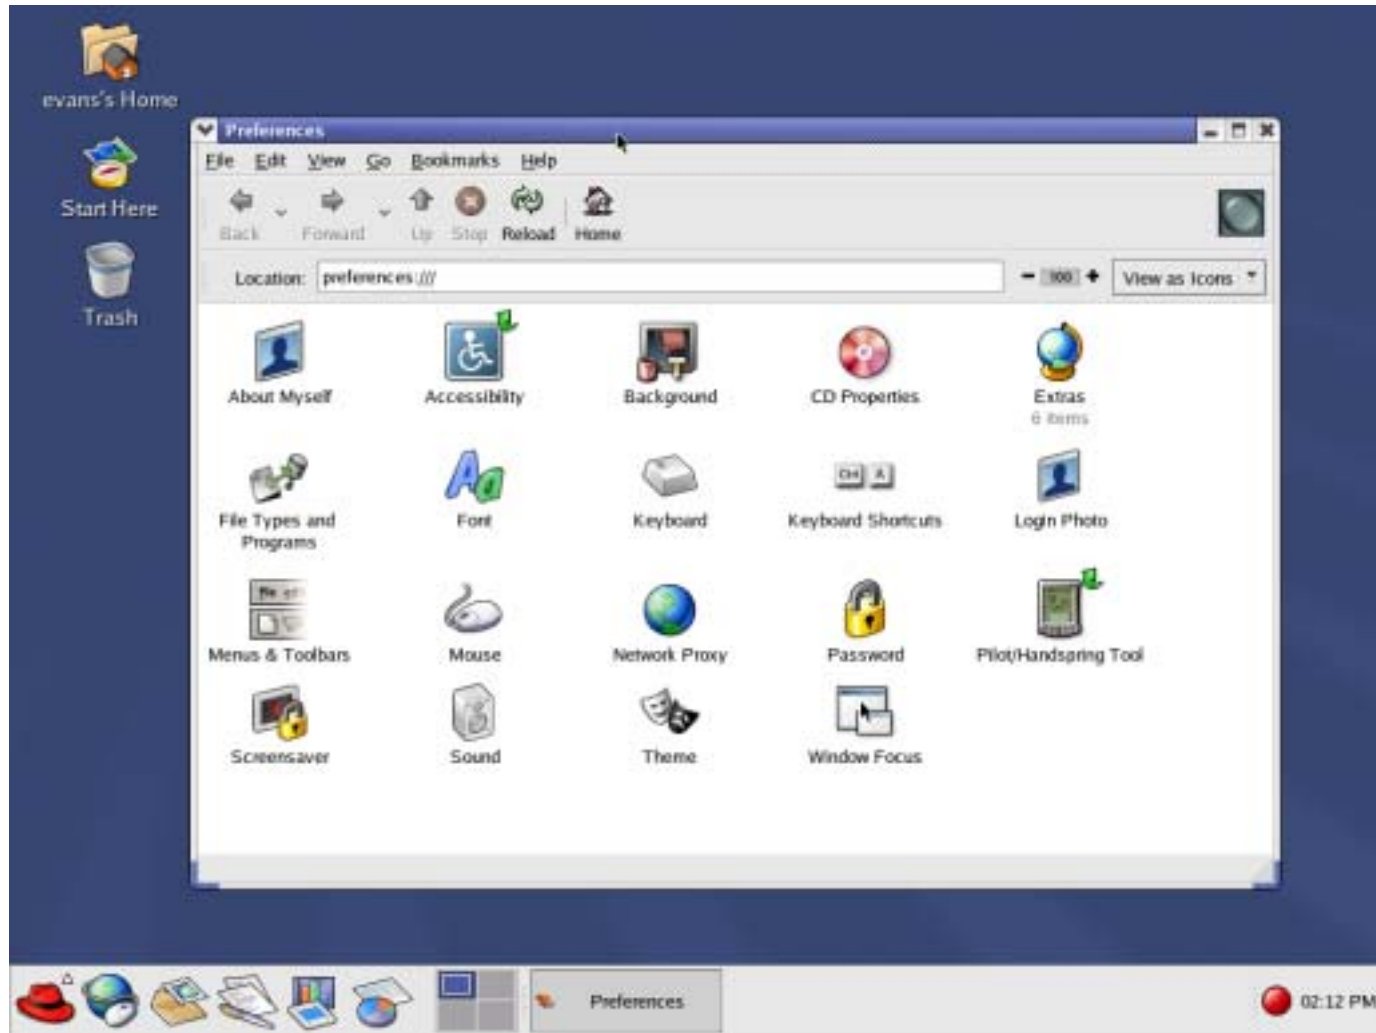 evans's Home
Start Here
Trash
Preferences
File Edit View Go Bookmarks Help
Back Forward Up Stop Reload Home
Location: preferences:/// 100 View as Icons
About Myself Accessibility Background CD Properties Extras
6 items
Ctrl A
File Types and Font Keyboard Keyboard Shortcuts Login Photo
Programs
Menus & Toolbars Mouse Network Proxy Password Pilot/Handspring Tool
Screensaver Sound Theme Window Focus
Preferences 02:12 PM